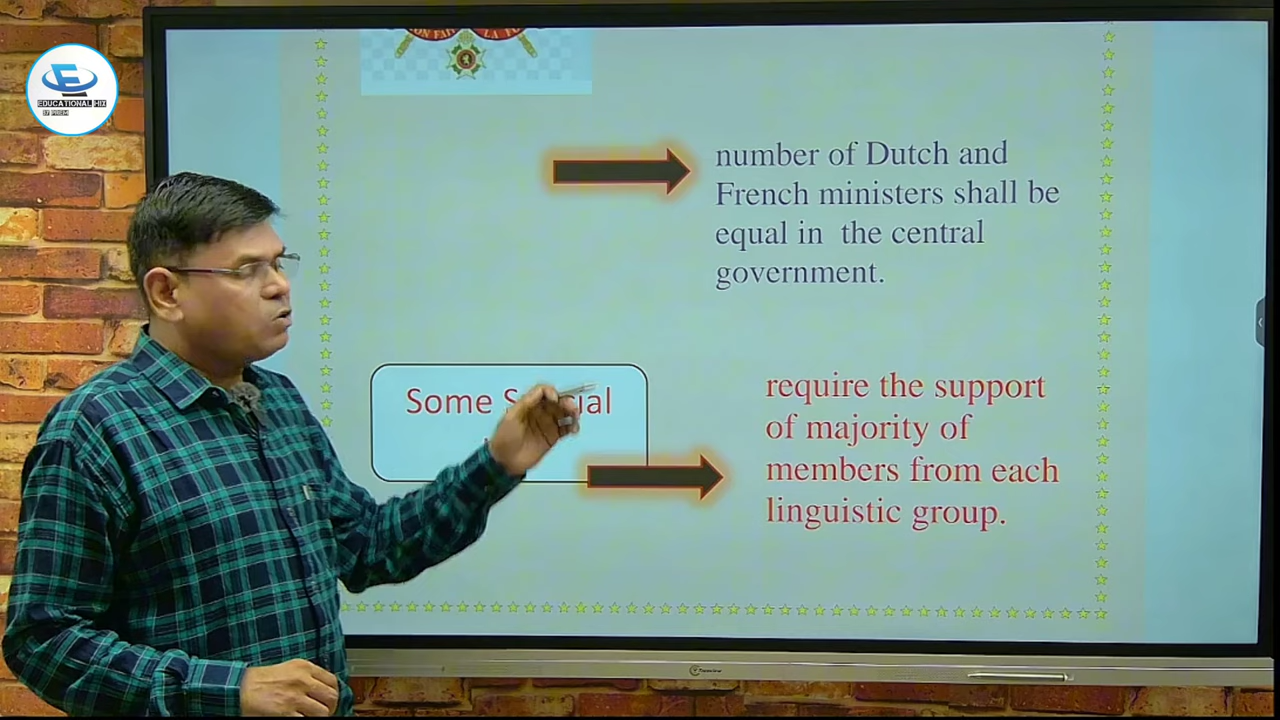 EDUCATIONAL HIX
number of Dutch and
French ministers shall be
equal in the central
government.
Some
require the support
of majority of
members from each
linguistic group.